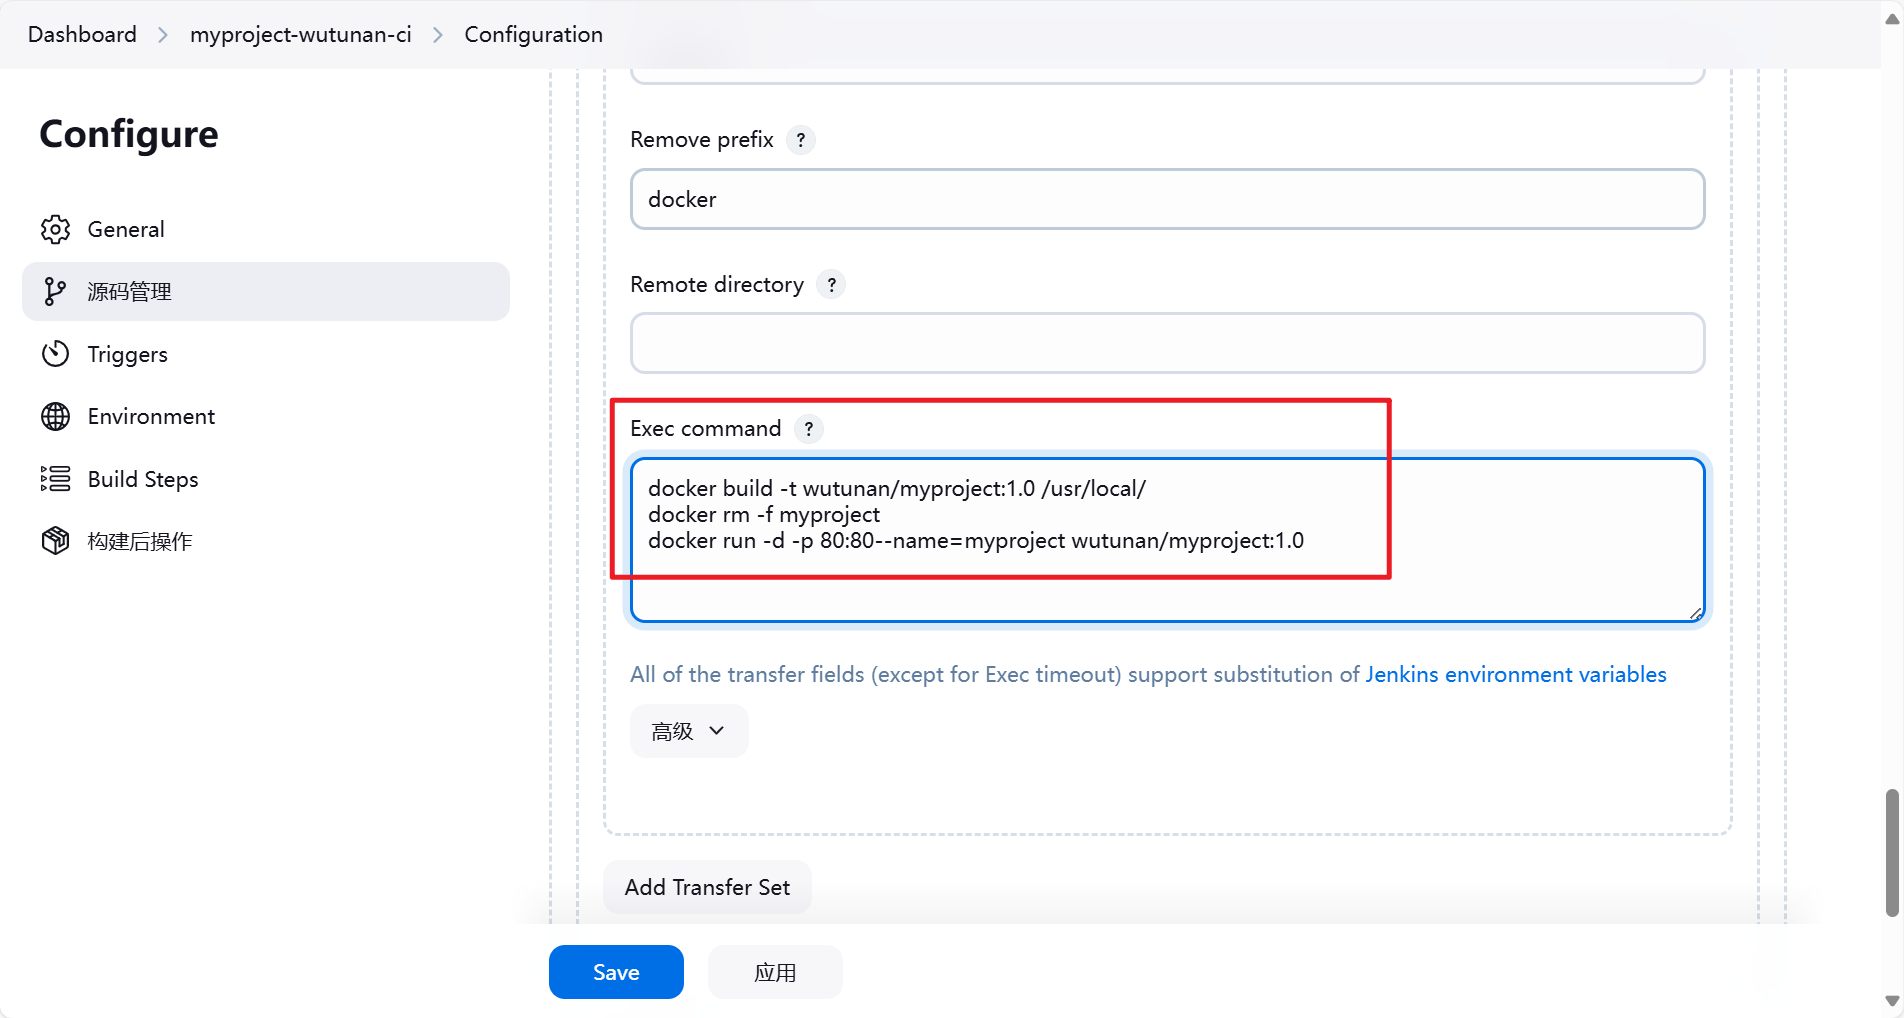 Dashboard > myproject-wutunan-ci > Configuration
Configure
General
源码管理
Triggers
Environment
Build Steps
构建后操作
Remove prefix ?
docker
Remote directory ?
Exec command ?
docker build -t wutunan/myproject:1.0 /usr/local/
docker rm -f myproject
docker run -d -p 80:80--name=myproject wutunan/myproject:1.0
All of the transfer fields (except for Exec timeout) support substitution of Jenkins environment variables
高级
Add Transfer Set
Save
应用